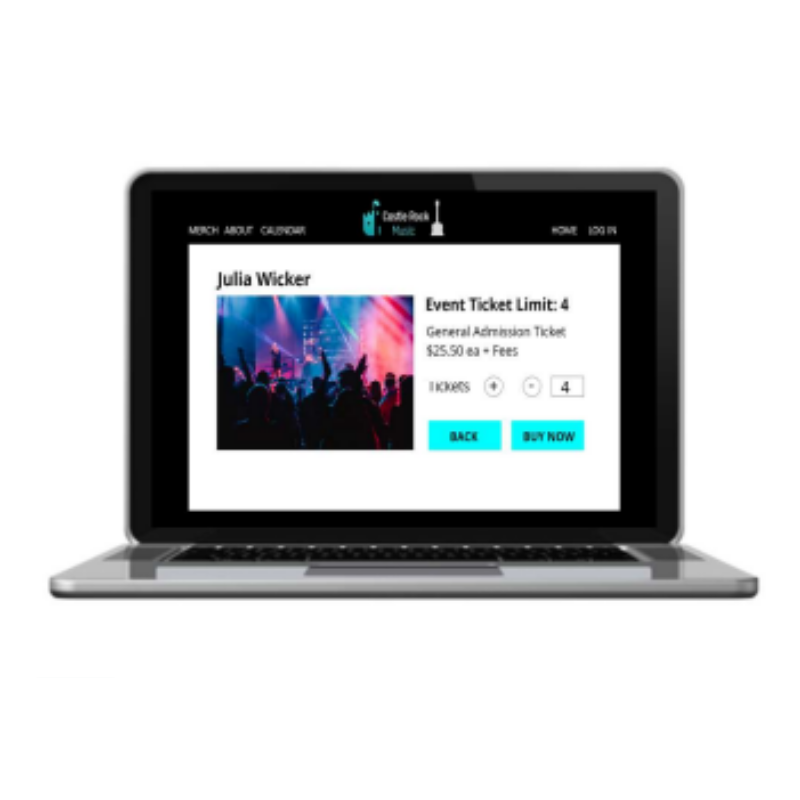 Castle Rock
Music
MERCH ABOUT CALENDAR
HOME LOG IN
Julia Wicker
Event Ticket Limit: 4
General Admission Ticket
$25.50 ea + Fees
Tickets + - 4
BACK BUY NOW